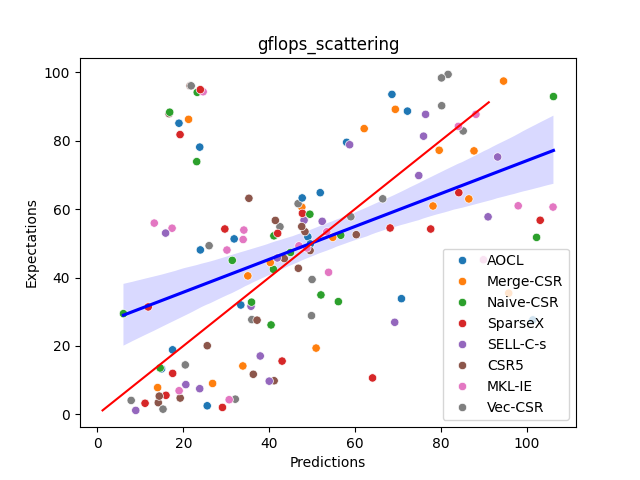 gflops_scattering
100
80
60
40
20
0
Expectations
0 20 40 60 80 100
Predictions
AOCL
Merge-CSR
Naive-CSR
SparseX
SELL-C-s
CSR5
MKL-IE
Vec-CSR